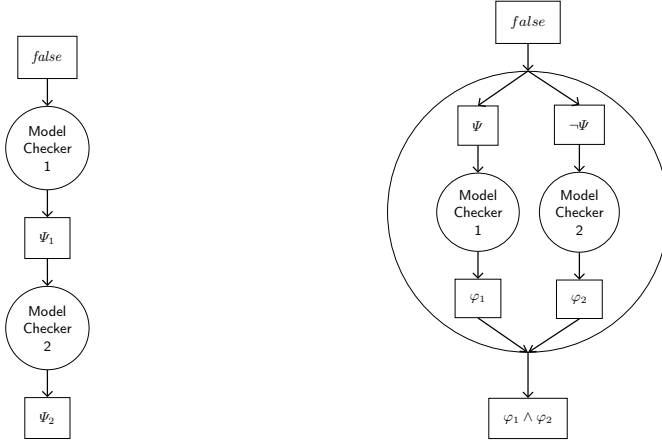 false
Model
Checker
1
Ψ₁
Model
Checker
2
Ψ₂
false
Ψ
¬Ψ
Model
Checker
1
Model
Checker
2
φ₁
φ₂
φ₁ ∧ φ₂